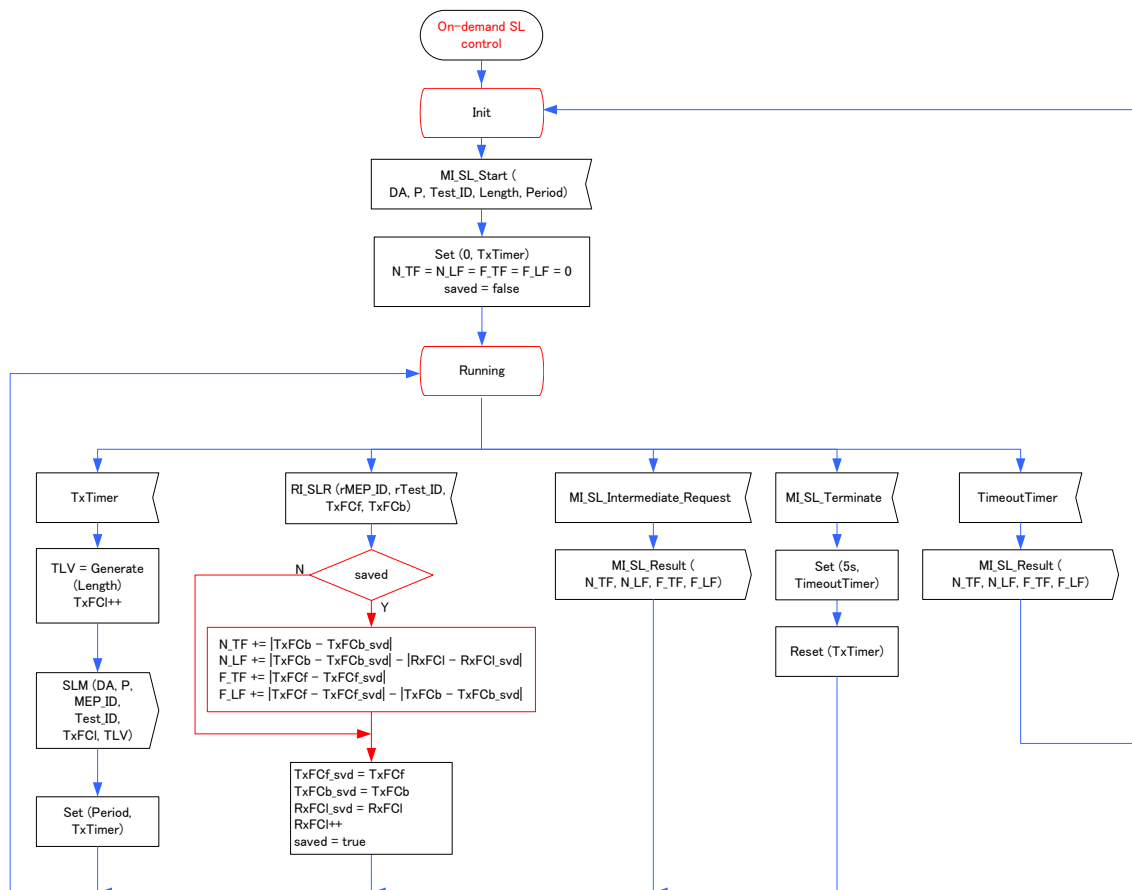 On-demand SL
control
Init
MI_SL_Start (
DA, P, Test_ID, Length, Period)
Set (0, TxTimer)
N_TF = N_LF = F_TF = F_LF = 0
saved = false
Running
TxTimer
TLV = Generate
(Length)
TxFCl++
SLM (DA, P,
MEP_ID,
Test_ID,
TxFCl, TLV)
Set (Period,
TxTimer)
RI_SLR (rMEP_ID, rTest_ID,
TxFCf, TxFCb)
saved
N
Y
N_TF += |TxFCb − TxFCb_svd|
N_LF += |TxFCb − TxFCb_svd| − |RxFCl − RxFCl_svd|
F_TF += |TxFCf − TxFCf_svd|
F_LF += |TxFCf − TxFCf_svd| − |TxFCb − TxFCb_svd|
TxFCf_svd = TxFCf
TxFCb_svd = TxFCb
RxFCl_svd = RxFCl
RxFCl++
saved = true
MI_SL_Intermediate_Request
MI_SL_Result (
N_TF, N_LF, F_TF, F_LF)
MI_SL_Terminate
Set (5s,
TimeoutTimer)
Reset (TxTimer)
TimeoutTimer
MI_SL_Result (
N_TF, N_LF, F_TF, F_LF)